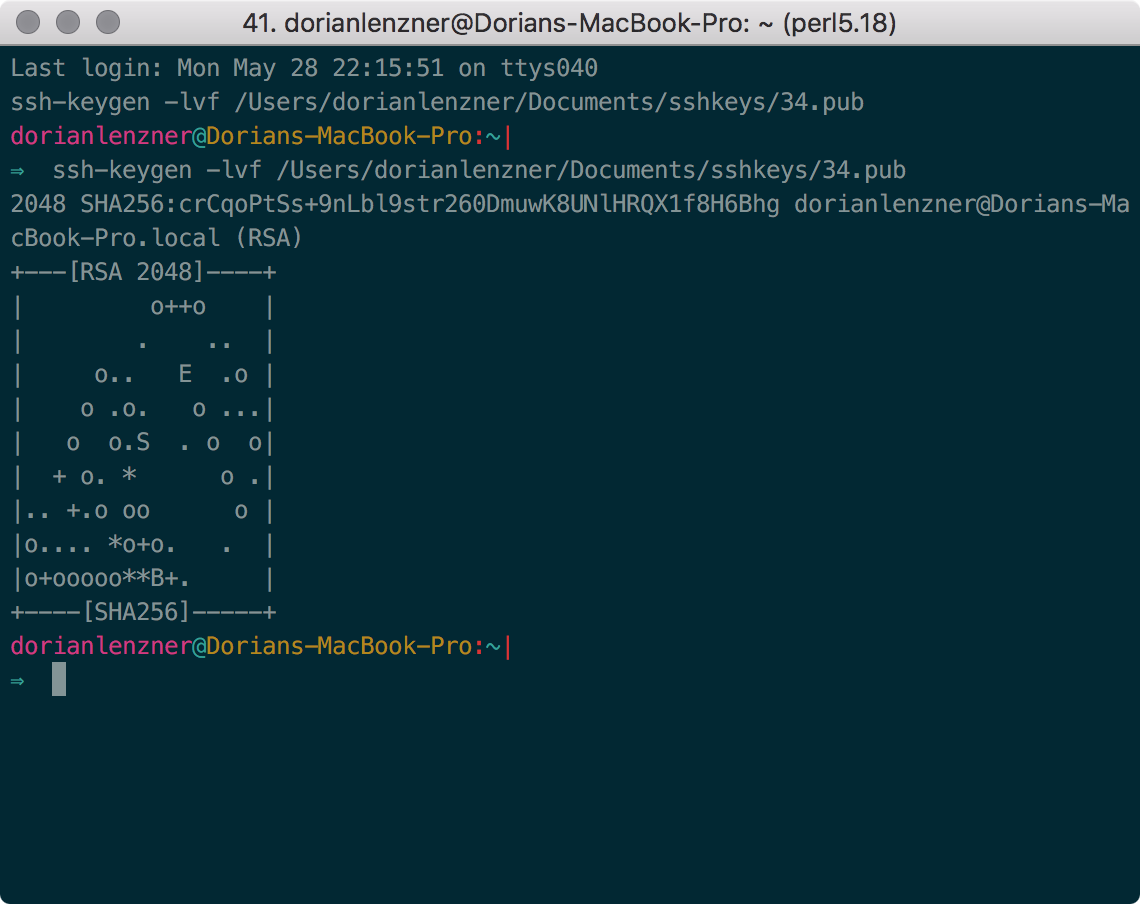 41. dorianlenzner@Dorians-MacBook-Pro: ~ (perl5.18)
Last login: Mon May 28 22:15:51 on ttys040
ssh-keygen -lvf /Users/dorianlenzner/Documents/sshkeys/34.pub
dorianlenzner@Dorians-MacBook-Pro:~|
⇒  ssh-keygen -lvf /Users/dorianlenzner/Documents/sshkeys/34.pub
2048 SHA256:crCqoPtSs+9nLbl9str260DmuwK8UNlHRQX1f8H6Bhg dorianlenzner@Dorians-Ma
cBook-Pro.local (RSA)
+---[RSA 2048]----+
|         o++o    |
|        .    ..  |
|     o..   E  .o |
|    o .o.   o ...|
|   o  o.S  . o  o|
|  + o. *      o .|
|.. +.o oo      o |
|o.... *o+o.   .  |
|o+ooooo**B+.     |
+----[SHA256]-----+
dorianlenzner@Dorians-MacBook-Pro:~|
⇒